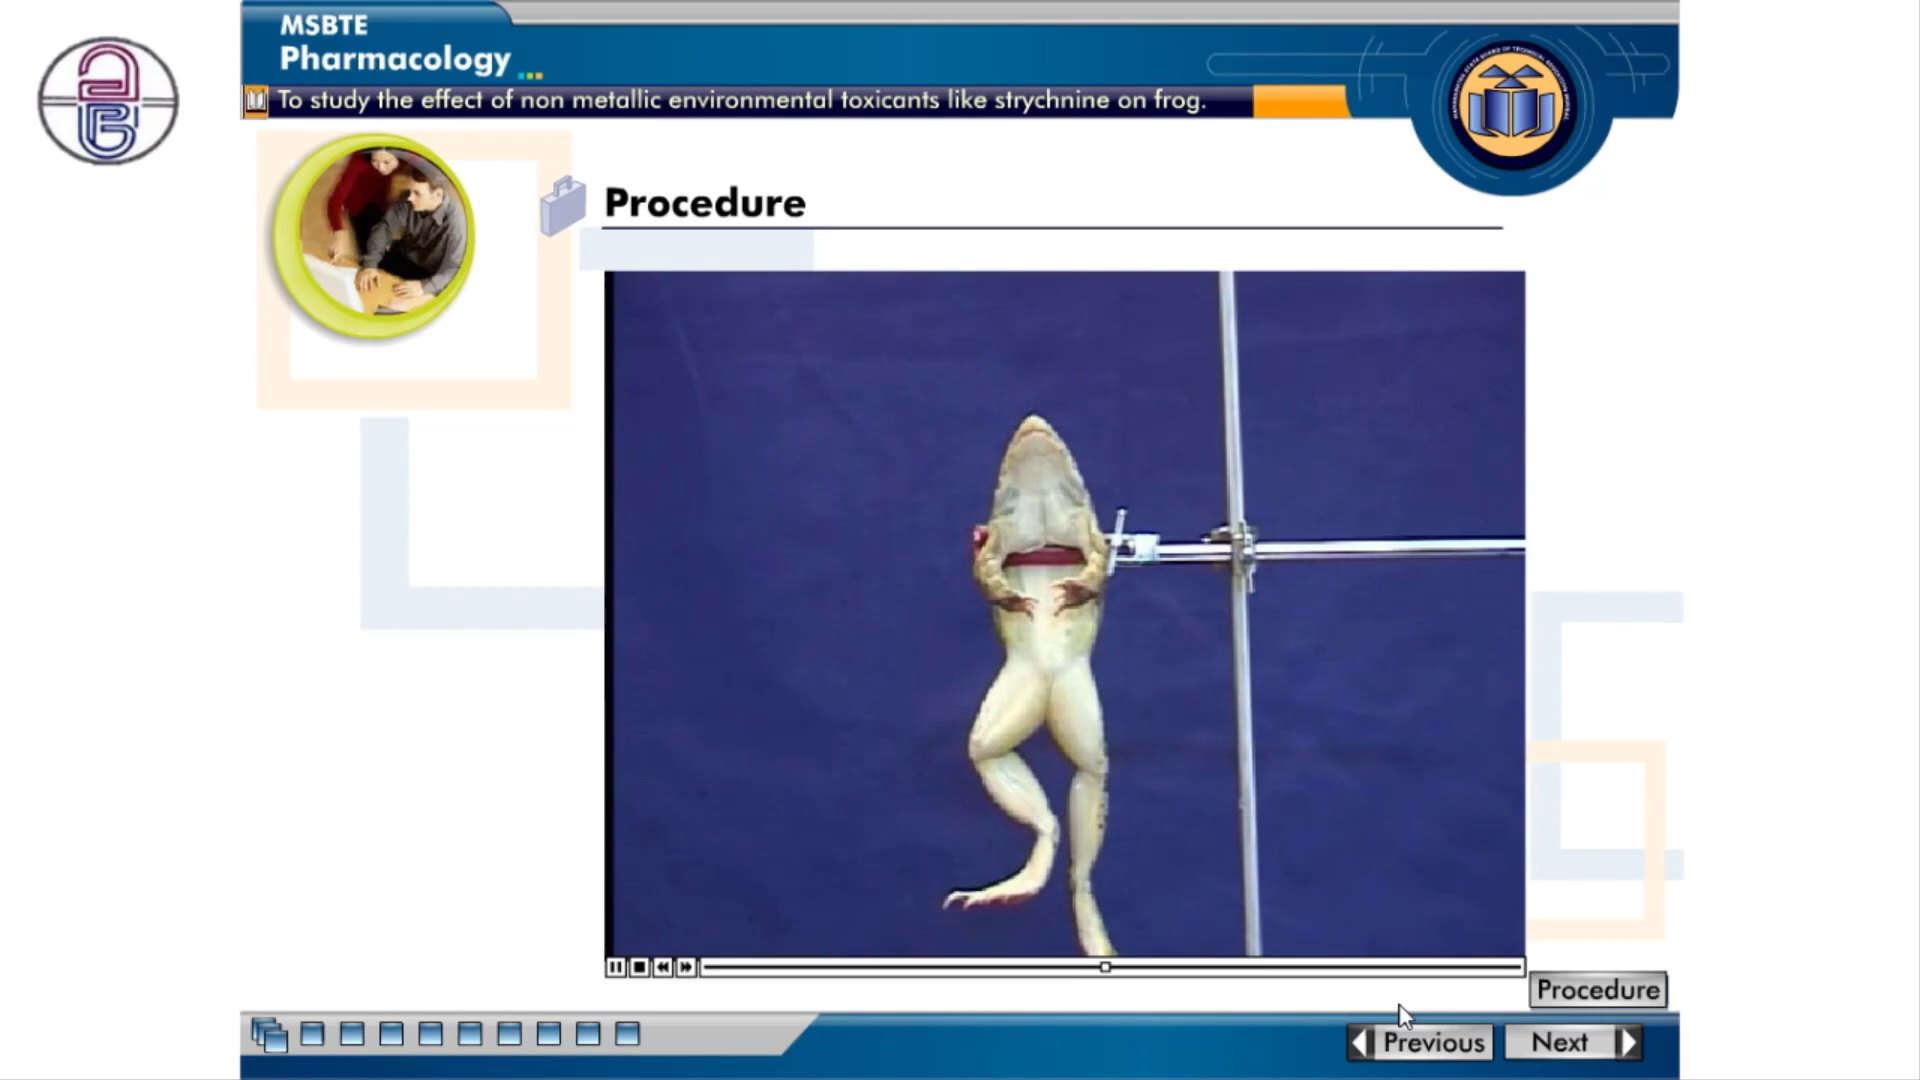 MSBTE
Pharmacology
To study the effect of non metallic environmental toxicants like strychnine on frog.
Procedure
Procedure
Previous
Next